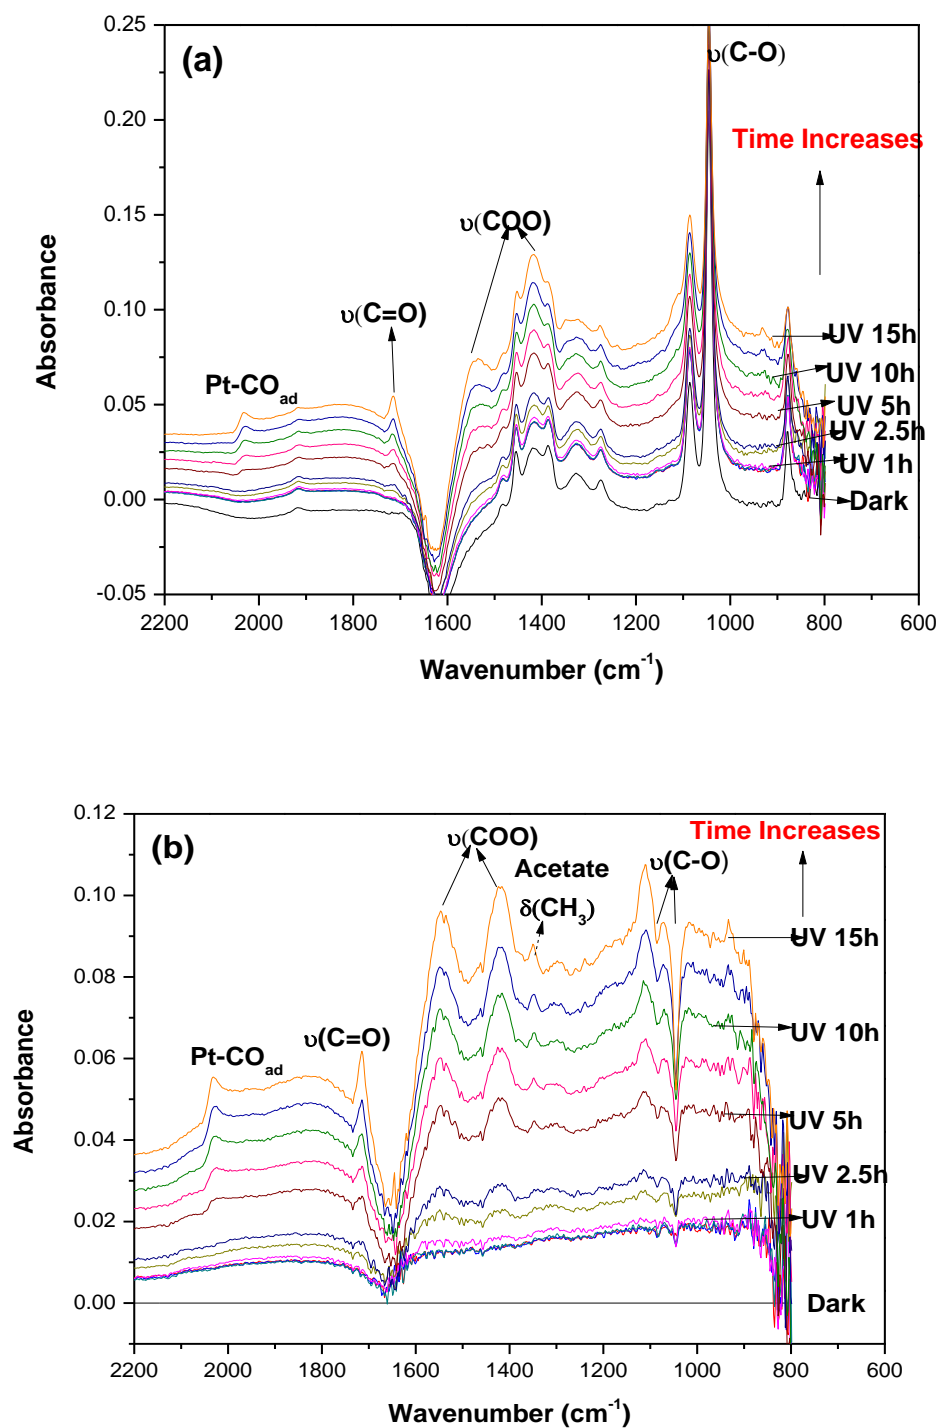 (a)
υ(C-O)
Time Increases
υ(COO)
υ(C=O)
Pt-CO
ad
UV 15h
UV 10h
UV 5h
UV 2.5h
UV 1h
Dark
0.25
0.20
0.15
0.10
0.05
0.00
-0.05
Absorbance
2200 2000 1800 1600 1400 1200 1000 800 600
Wavenumber (cm-1)
(b)
Time Increases
υ(COO)
υ(C-O)
Acetate
δ(CH3)
υ(C=O)
Pt-CO
ad
UV 15h
UV 10h
UV 5h
UV 2.5h
UV 1h
Dark
0.12
0.10
0.08
0.06
0.04
0.02
0.00
Absorbance
2200 2000 1800 1600 1400 1200 1000 800 600
Wavenumber (cm-1)